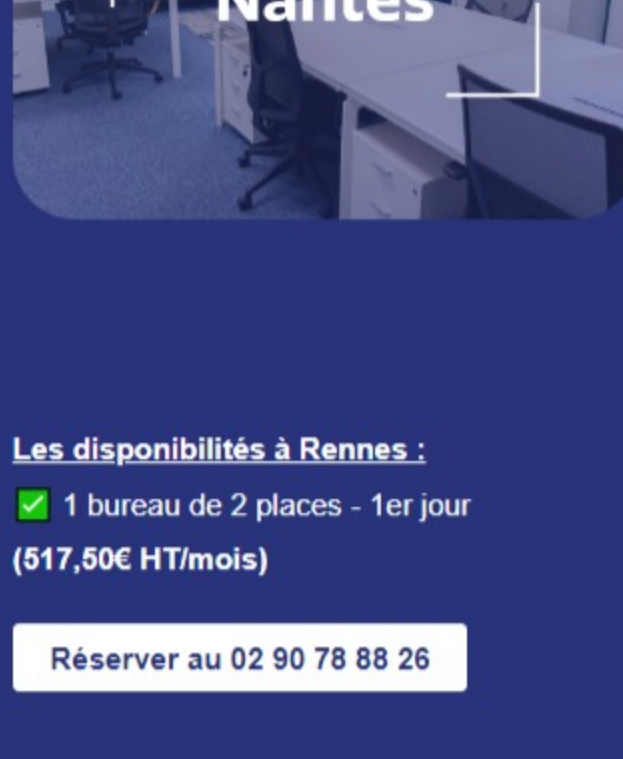 Nantes
Les disponibilités à Rennes :
1 bureau de 2 places - 1er jour
(517,50€ HT/mois)
Réserver au 02 90 78 88 26